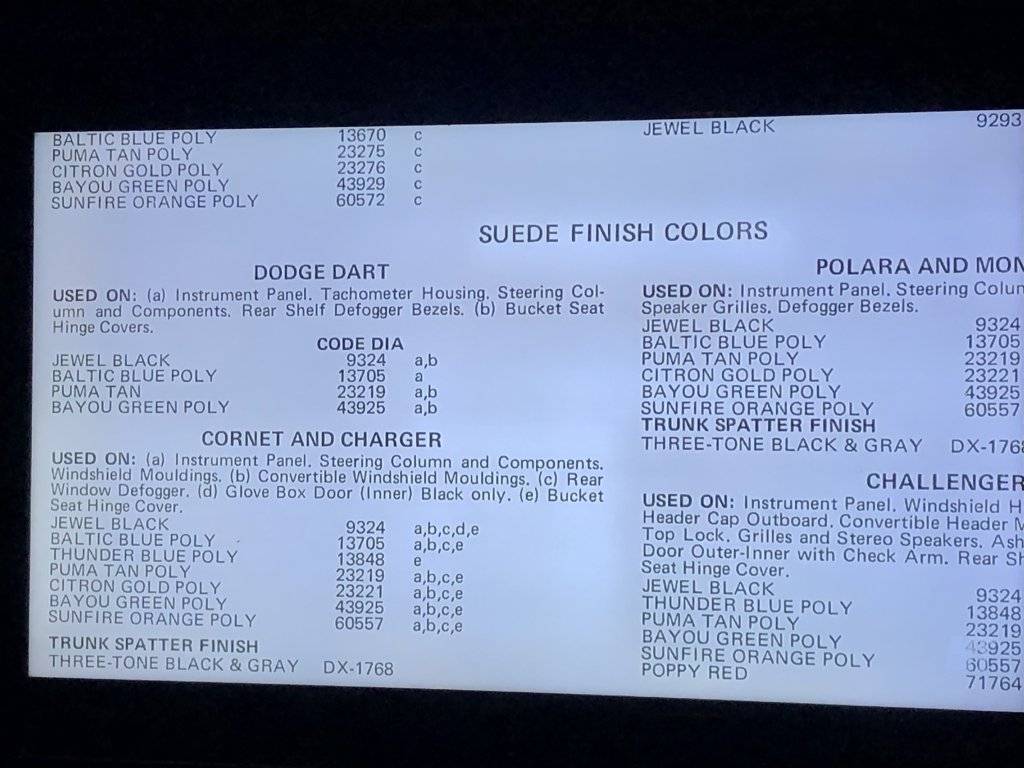 BALTIC BLUE POLY 13670 c
PUMA TAN POLY 23275 c
CITRON GOLD POLY 23276 c
BAYOU GREEN POLY 43929 c
SUNFIRE ORANGE POLY 60572 c
JEWEL BLACK 9293
SUEDE FINISH COLORS
DODGE DART
USED ON: (a) Instrument Panel. Tachometer Housing. Steering Col-
umn and Components. Rear Shelf Defogger Bezels. (b) Bucket Seat
Hinge Covers.
CODE DIA
JEWEL BLACK 9324 a,b
BALTIC BLUE POLY 13705 a
PUMA TAN 23219 a,b
BAYOU GREEN POLY 43925 a,b
CORNET AND CHARGER
USED ON: (a) Instrument Panel. Steering Column and Components.
Windshield Mouldings. (b) Convertible Windshield Mouldings. (c) Rear
Window Defogger. (d) Glove Box Door (Inner) Black only. (e) Bucket
Seat Hinge Cover.
JEWEL BLACK 9324 a,b,c,d,e
BALTIC BLUE POLY 13705 a,b,c,e
THUNDER BLUE POLY 13848 e
PUMA TAN POLY 23219 a,b,c,e
CITRON GOLD POLY 23221 a,b,c,e
BAYOU GREEN POLY 43925 a,b,c,e
SUNFIRE ORANGE POLY 60557 a,b,c,e
TRUNK SPATTER FINISH
THREE-TONE BLACK & GRAY DX-1768
POLARA AND MON
USED ON: Instrument Panel. Steering Colum
Speaker Grilles. Defogger Bezels.
JEWEL BLACK 9324
BALTIC BLUE POLY 13705
PUMA TAN POLY 23219
CITRON GOLD POLY 23221
BAYOU GREEN POLY 43925
SUNFIRE ORANGE POLY 60557
TRUNK SPATTER FINISH
THREE-TONE BLACK & GRAY DX-1768
CHALLENGER
USED ON: Instrument Panel. Windshield H
Header Cap Outboard. Convertible Header M
Top Lock. Grilles and Stereo Speakers. Ash
Door Outer-Inner with Check Arm. Rear Sh
Seat Hinge Cover.
JEWEL BLACK 9324
THUNDER BLUE POLY 13848
PUMA TAN POLY 23219
BAYOU GREEN POLY 43925
SUNFIRE ORANGE POLY 60557
POPPY RED 71764